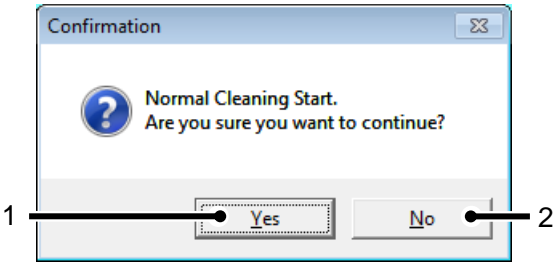 Confirmation
Normal Cleaning Start.
Are you sure you want to continue?
1 Yes No 2